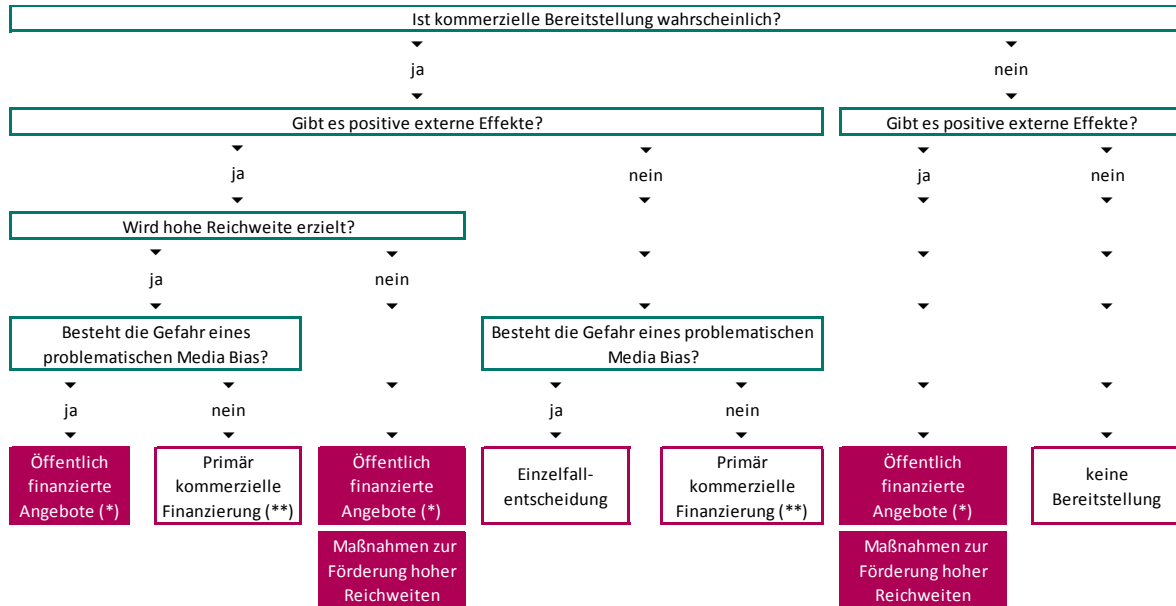 Ist kommerzielle Bereitstellung wahrscheinlich?
ja
nein
Gibt es positive externe Effekte?
Gibt es positive externe Effekte?
ja
nein
ja
nein
Wird hohe Reichweite erzielt?
ja
nein
Besteht die Gefahr eines
problematischen Media Bias?
Besteht die Gefahr eines problematischen
Media Bias?
ja
nein
ja
nein
Öffentlich
finanzierte
Angebote (*)
Primär
kommerzielle
Finanzierung (**)
Öffentlich
finanzierte
Angebote (*)
Einzelfall-
entscheidung
Primär
kommerzielle
Finanzierung (**)
Öffentlich
finanzierte
Angebote (*)
keine
Bereitstellung
Maßnahmen zur
Förderung hoher
Reichweiten
Maßnahmen zur
Förderung hoher
Reichweiten